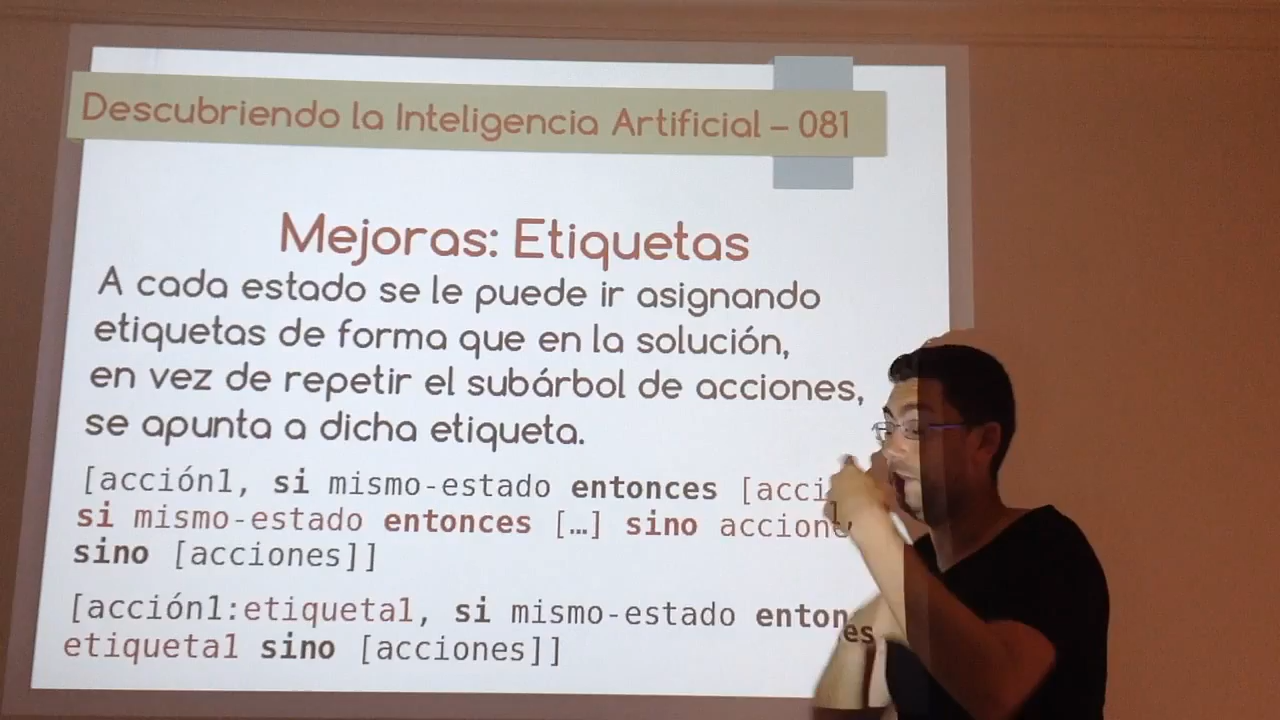 Descubriendo la Inteligencia Artificial – 081
Mejoras: Etiquetas
A cada estado se le puede ir asignando
etiquetas de forma que en la solución,
en vez de repetir el subárbol de acciones,
se apunta a dicha etiqueta.
[acción1, si mismo-estado entonces
si mismo-estado entonces […] sino
sino [acciones]]
[acción1:etiqueta1, si mismo-estado entonces
etiqueta1 sino [acciones]]